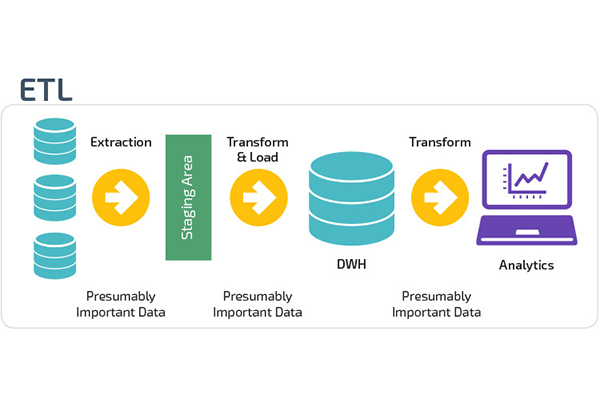 ETL
Extraction
Staging Area
Transform
& Load
Transform
DWH
Analytics
Presumably
Important Data
Presumably
Important Data
Presumably
Important Data